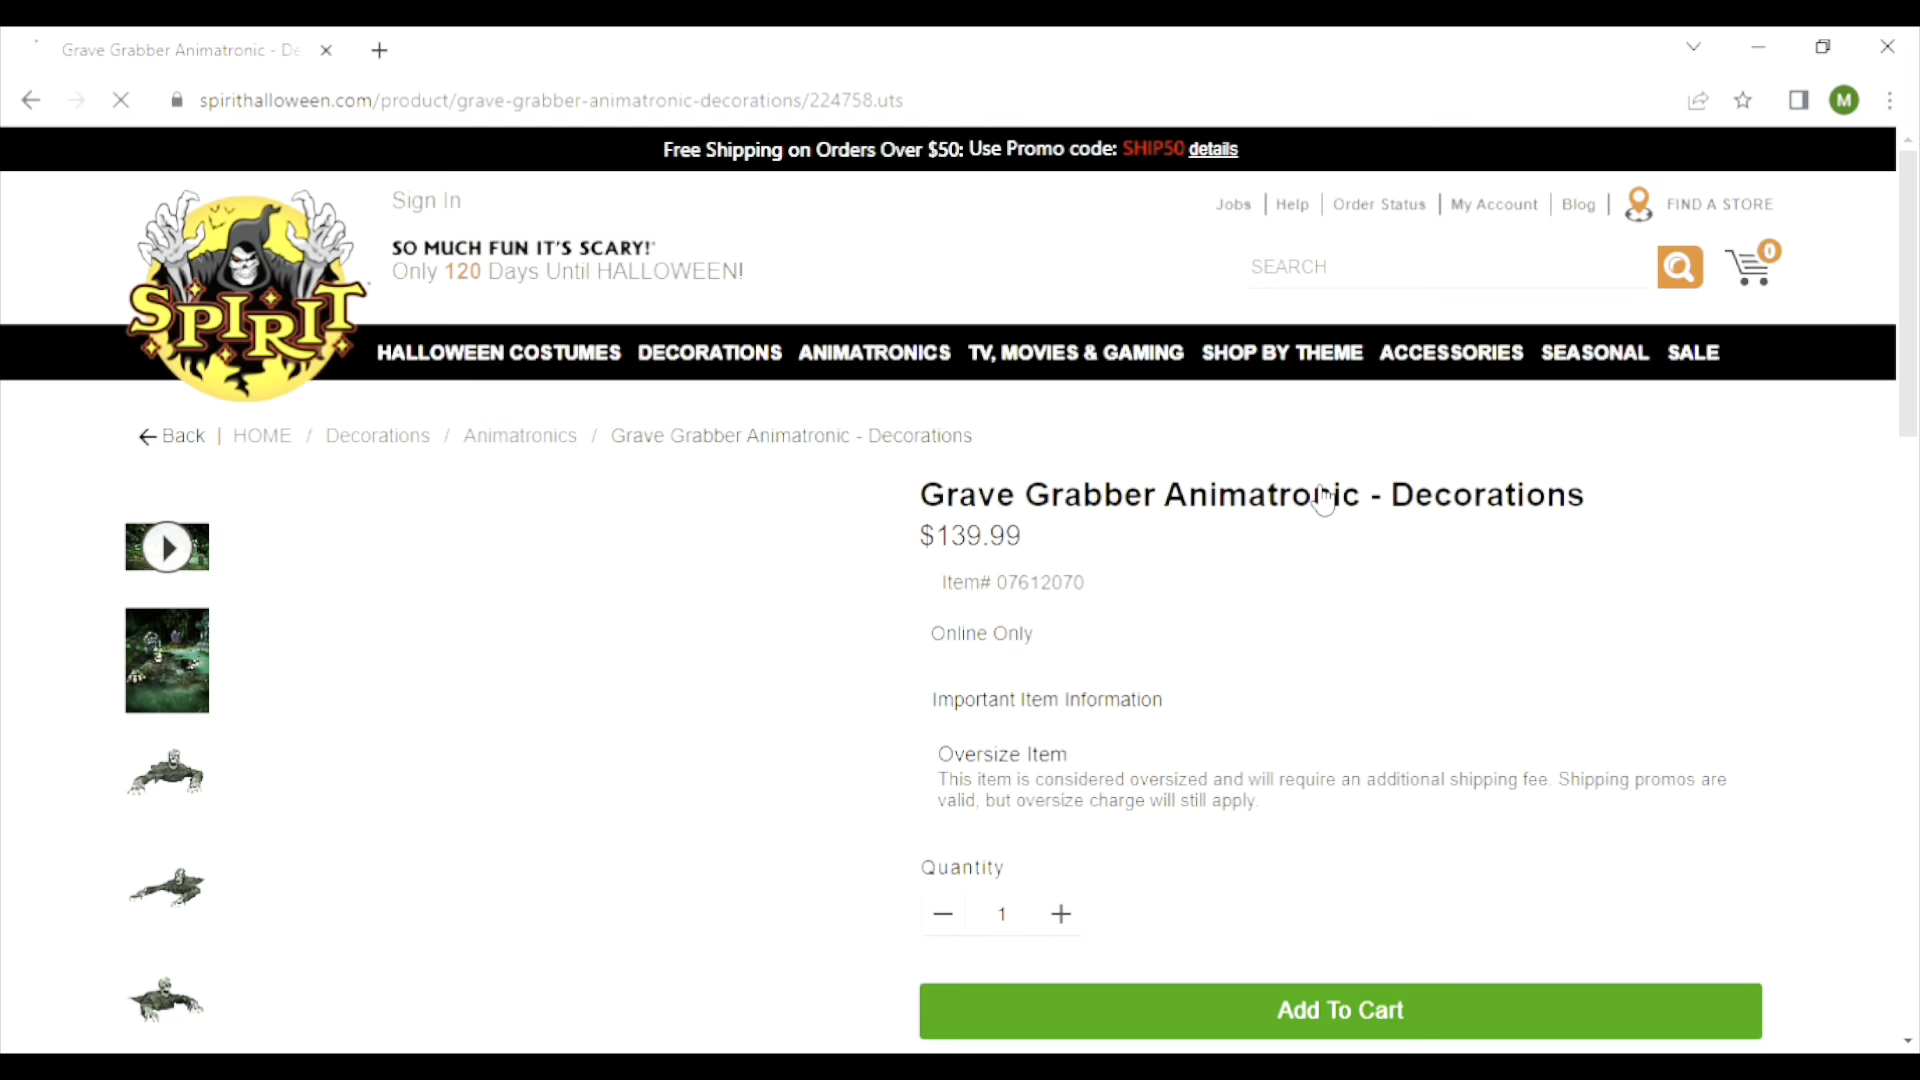 Grave Grabber Animatronic - De
spirithalloween.com/product/grave-grabber-animatronic-decorations/224758.uts
M
Free Shipping on Orders Over $50: Use Promo code: SHIP50 details
Sign In
Jobs | Help | Order Status | My Account | Blog | FIND A STORE
SO MUCH FUN IT'S SCARY!
Only 120 Days Until HALLOWEEN!
SEARCH
0
SPIRIT
HALLOWEEN COSTUMES DECORATIONS ANIMATRONICS TV, MOVIES & GAMING SHOP BY THEME ACCESSORIES SEASONAL SALE
Back | HOME / Decorations / Animatronics / Grave Grabber Animatronic - Decorations
Grave Grabber Animatronic - Decorations
$139.99
Item# 07612070
Online Only
Important Item Information
Oversize Item
This item is considered oversized and will require an additional shipping fee. Shipping promos are
valid, but oversize charge will still apply.
Quantity
1
Add To Cart